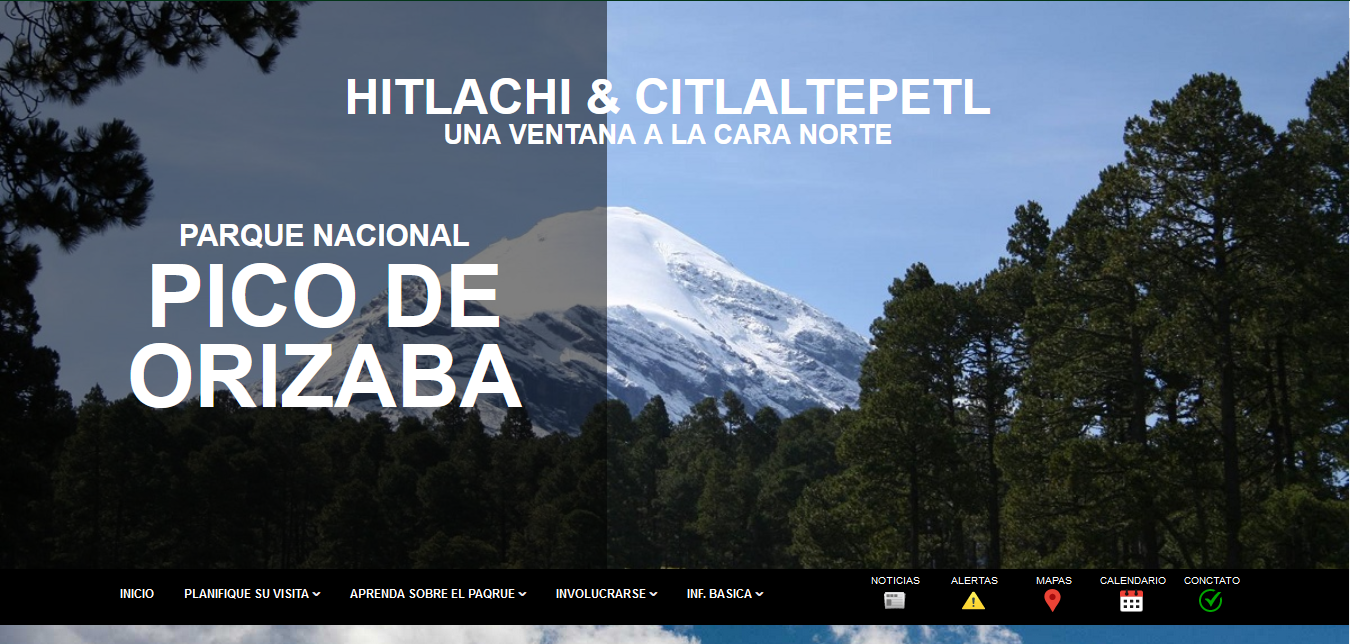 HITLACHI & CITLALTEPETL
UNA VENTANA A LA CARA NORTE
PARQUE NACIONAL
PICO DE
ORIZABA
INICIO PLANIFIQUE SU VISITA APRENDA SOBRE EL PAQRUE INVOLUCRARSE INF. BASICA
NOTICIAS ALERTAS MAPAS CALENDARIO CONCTATO